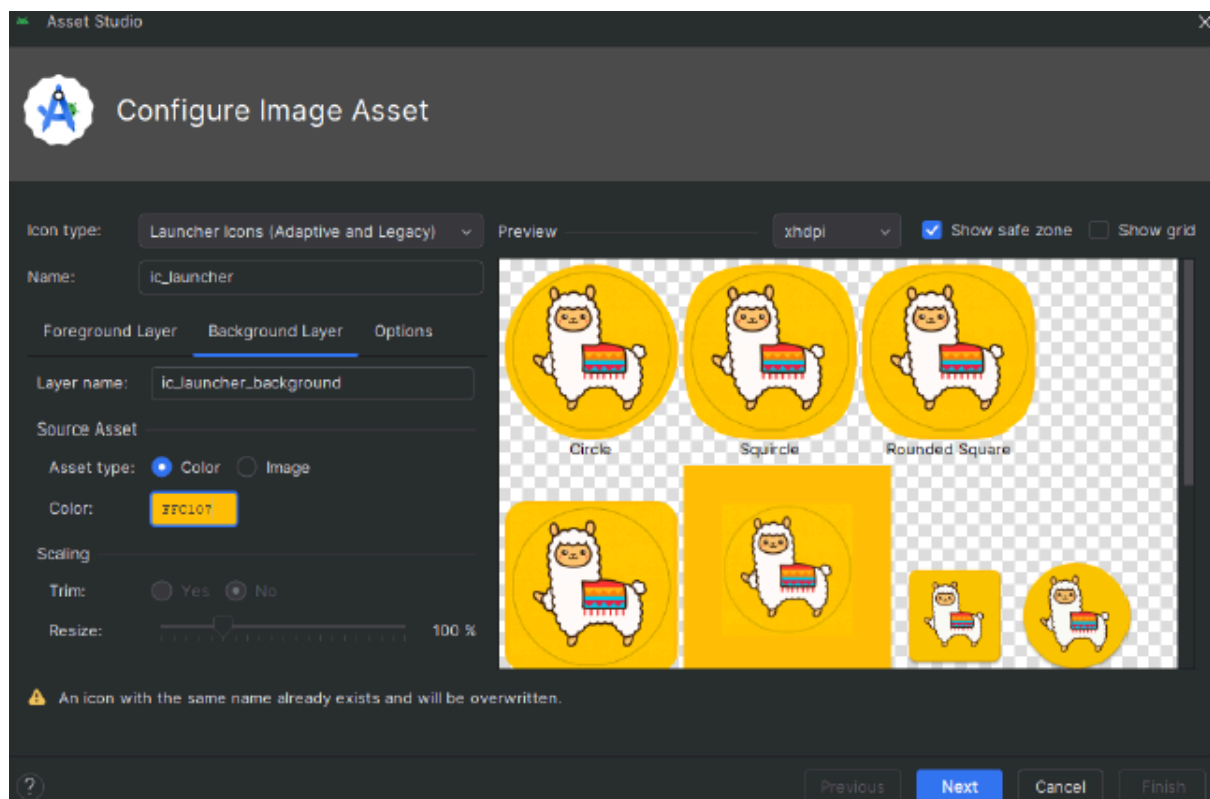 Asset Studio
Configure Image Asset
Icon type: Launcher Icons (Adaptive and Legacy)
Name: ic_launcher
Foreground Layer Background Layer Options
Layer name: ic_launcher_background
Source Asset
Asset type: Color Image
Color: FFC107
Scaling
Trim: Yes No
Resize: 100 %
Preview xhdpi Show safe zone Show grid
Circle Squircle Rounded Square
An icon with the same name already exists and will be overwritten.
? Previous Next Cancel Finish